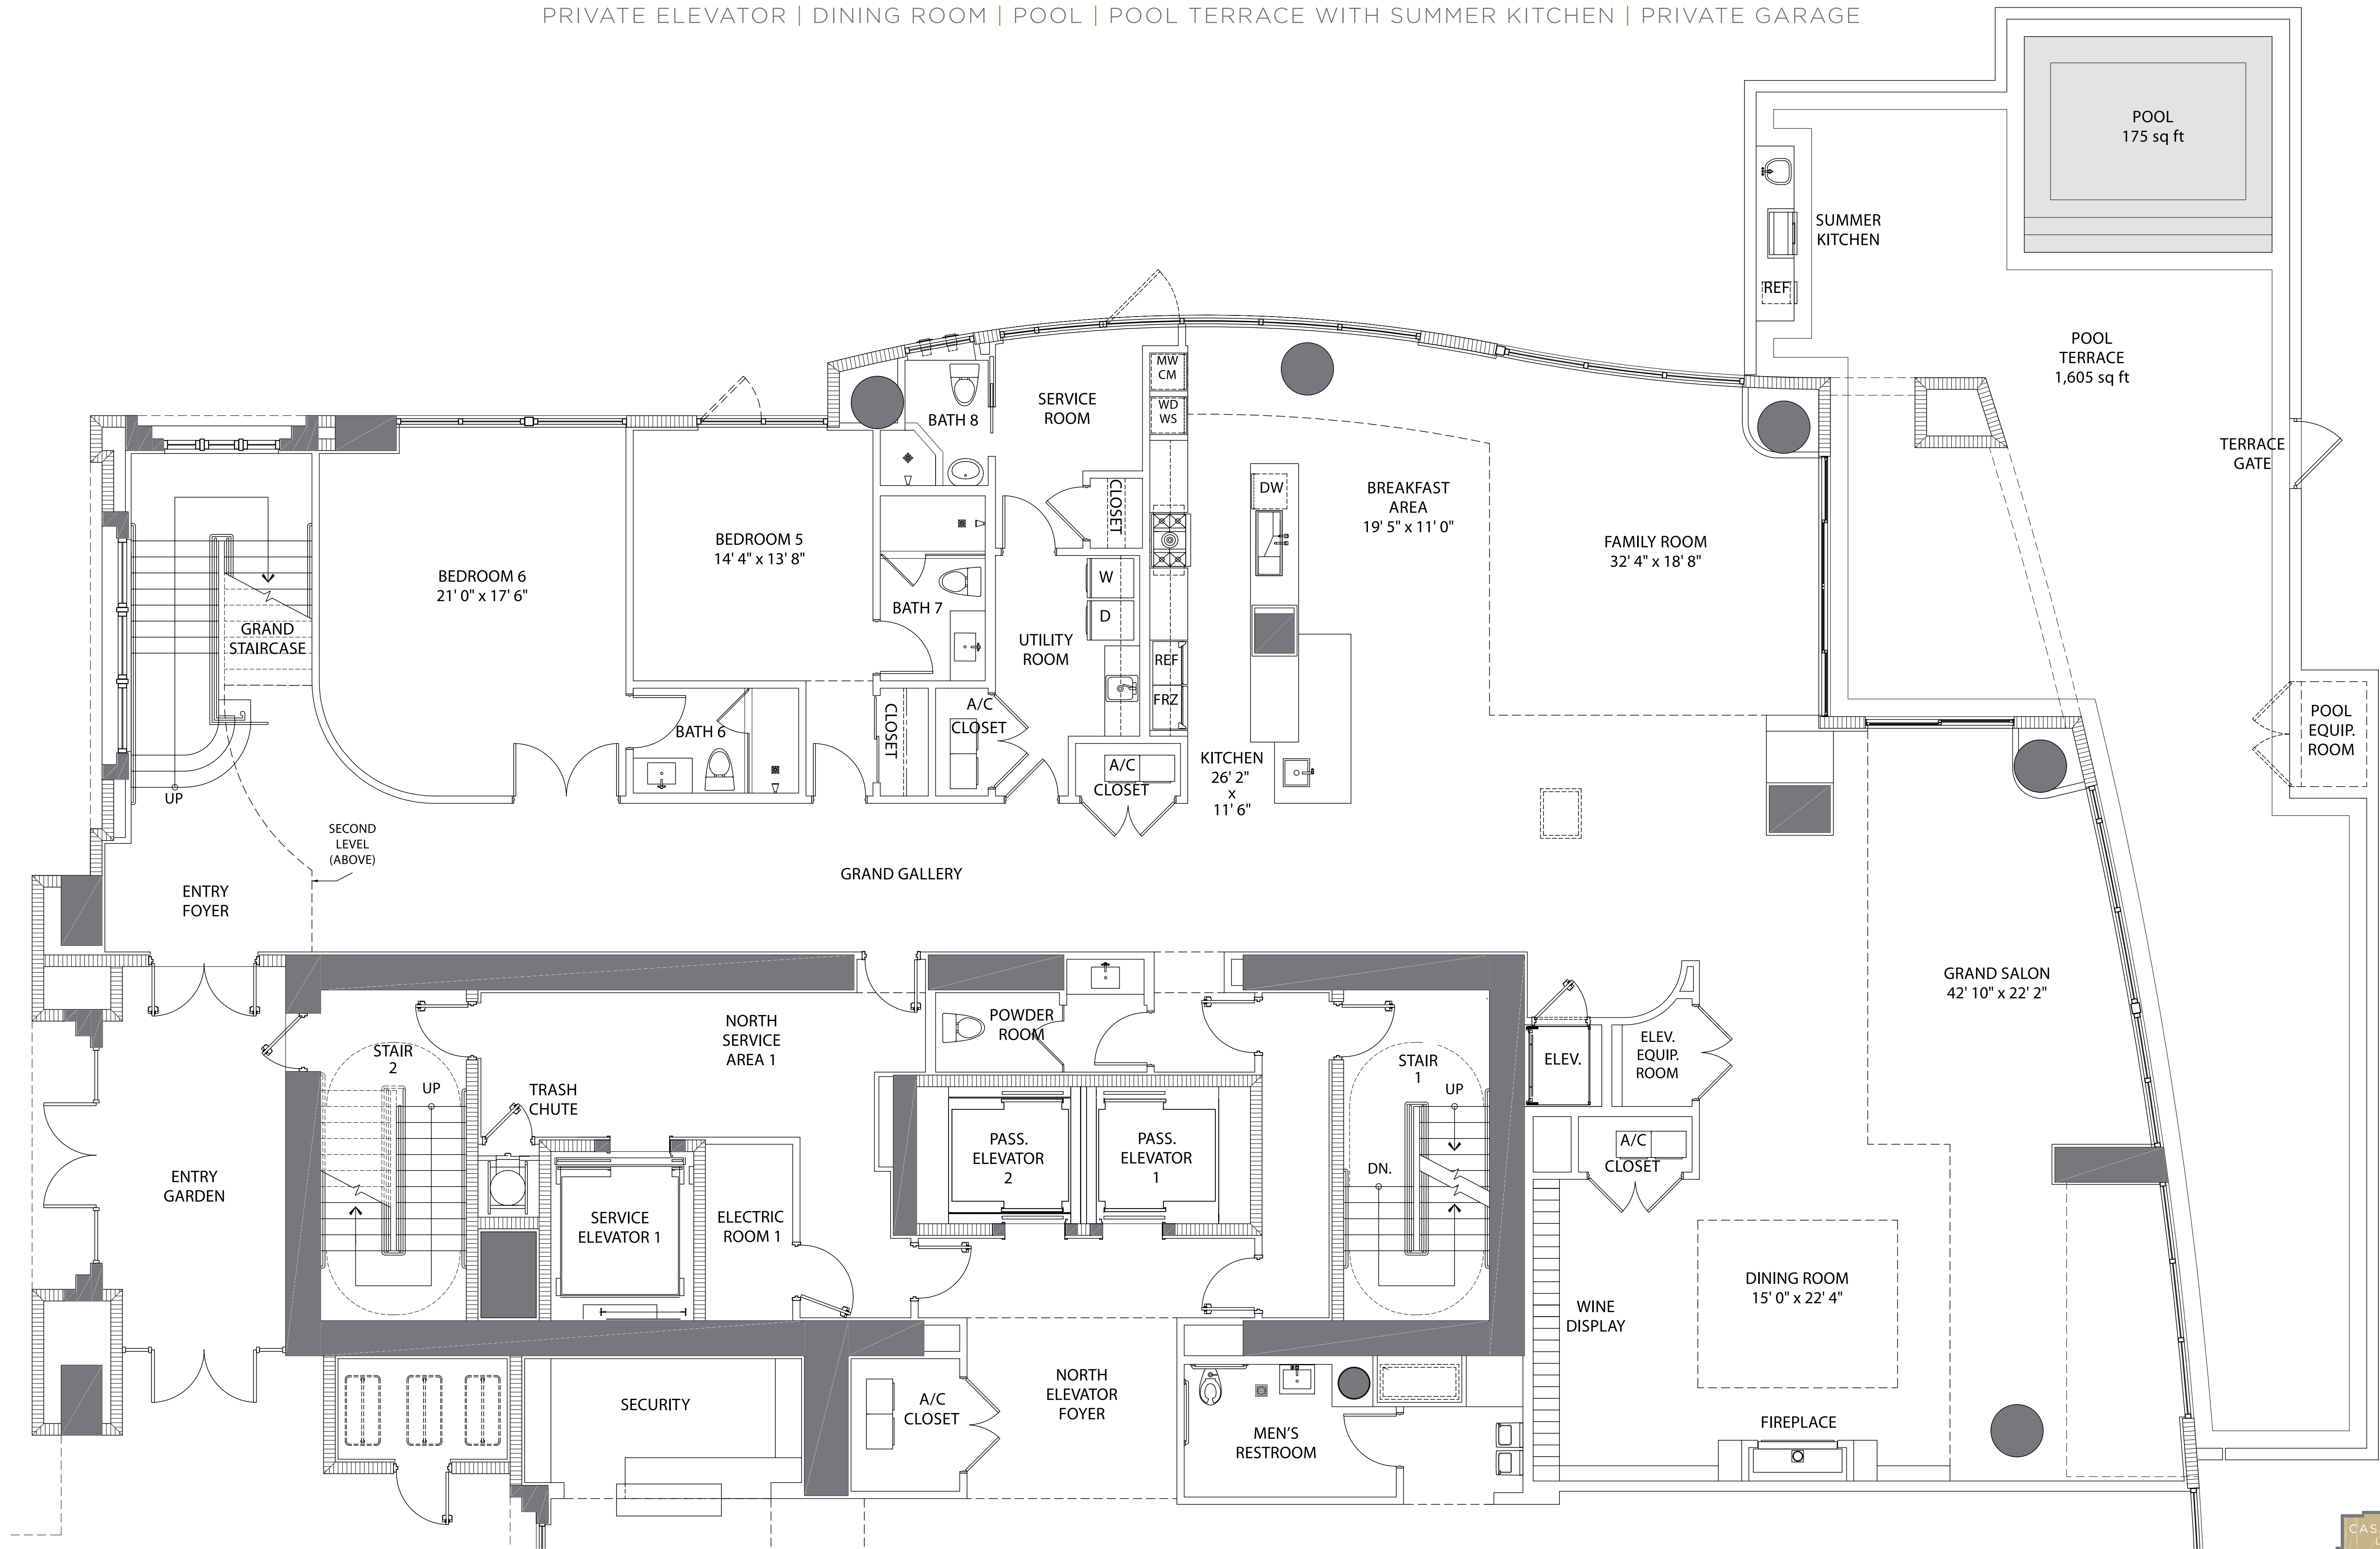 PRIVATE ELEVATOR | DINING ROOM | POOL | POOL TERRACE WITH SUMMER KITCHEN | PRIVATE GARAGE
POOL
175 sq ft
SUMMER
KITCHEN
REF
POOL
TERRACE
1,605 sq ft
TERRACE
GATE
POOL
EQUIP.
ROOM
MW
CM
WD
WS
SERVICE
ROOM
BATH 8
CLOSET
DW
BREAKFAST
AREA
19' 5" x 11' 0"
FAMILY ROOM
32' 4" x 18' 8"
BEDROOM 5
14' 4" x 13' 8"
BEDROOM 6
21' 0" x 17' 6"
GRAND
STAIRCASE
UP
BATH 7
W
D
UTILITY
ROOM
REF
FRZ
BATH 6
CLOSET
A/C
CLOSET
A/C
CLOSET
KITCHEN
26' 2"
x
11' 6"
SECOND
LEVEL
(ABOVE)
ENTRY
FOYER
GRAND GALLERY
GRAND SALON
42' 10" x 22' 2"
STAIR
2
UP
NORTH
SERVICE
AREA 1
TRASH
CHUTE
POWDER
ROOM
STAIR
1
UP
DN.
ELEV.
ELEV.
EQUIP.
ROOM
PASS.
ELEVATOR
2
PASS.
ELEVATOR
1
A/C
CLOSET
ENTRY
GARDEN
SERVICE
ELEVATOR 1
ELECTRIC
ROOM 1
DINING ROOM
15' 0" x 22' 4"
WINE
DISPLAY
FIREPLACE
SECURITY
A/C
CLOSET
NORTH
ELEVATOR
FOYER
MEN'S
RESTROOM